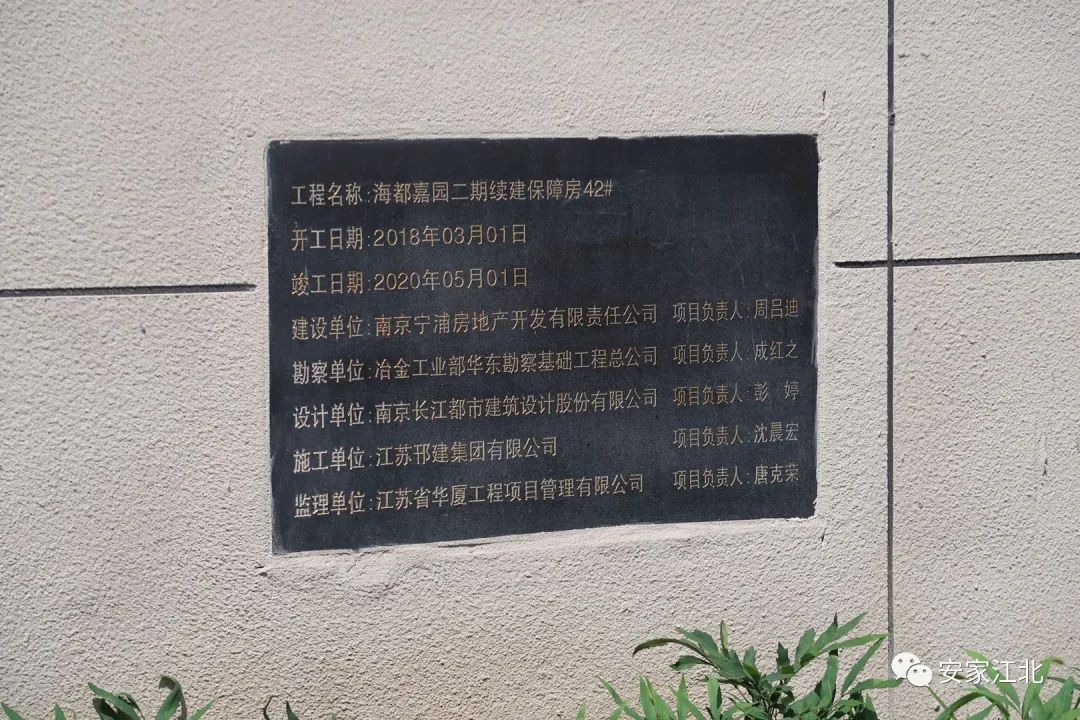 工程名称:海都嘉园二期续建保障房42#
开工日期:2018年03月01日
竣工日期:2020年05月01日
建设单位:南京宁浦房地产开发有限责任公司 项目负责人:周吕迪
勘察单位:冶金工业部华东勘察基础工程总公司 项目负责人:成红之
设计单位:南京长江都市建筑设计股份有限公司 项目负责人:彭 婷
施工单位:江苏邗建集团有限公司 项目负责人:沈晨宏
监理单位:江苏省华厦工程项目管理有限公司 项目负责人:唐克荣
安家江北